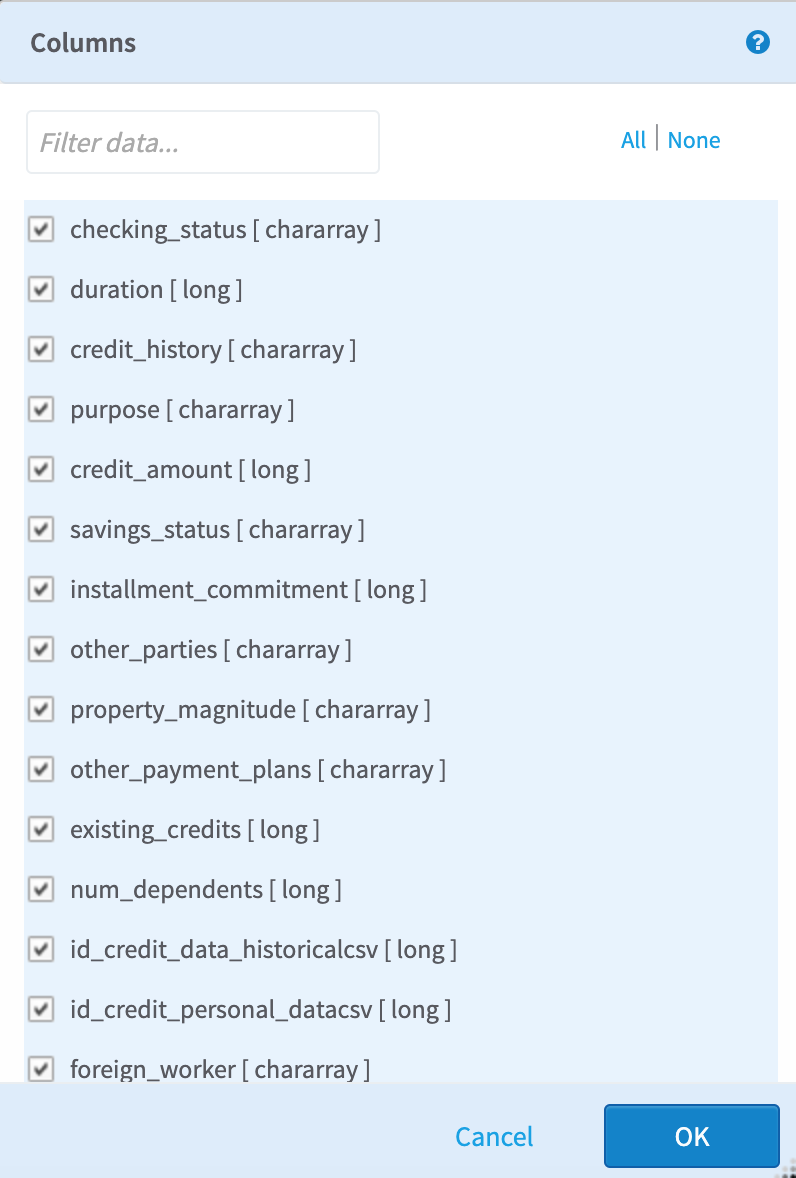 Columns
?
Filter data...
All | None
checking_status [ chararray ]
duration [ long ]
credit_history [ chararray ]
purpose [ chararray ]
credit_amount [ long ]
savings_status [ chararray ]
installment_commitment [ long ]
other_parties [ chararray ]
property_magnitude [ chararray ]
other_payment_plans [ chararray ]
existing_credits [ long ]
num_dependents [ long ]
id_credit_data_historicalcsv [ long ]
id_credit_personal_datacsv [ long ]
foreign_worker [ chararray ]
Cancel
OK